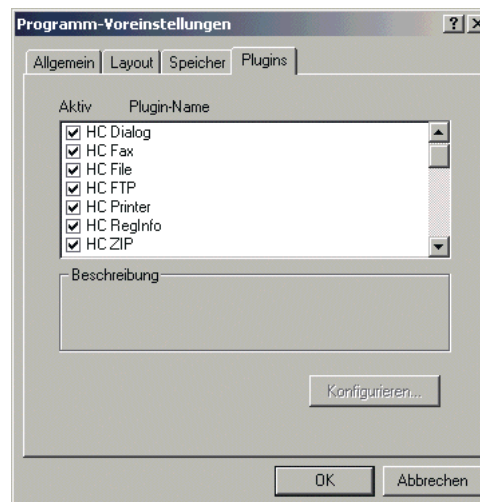 Programm-Voreinstellungen
Allgemein Layout Speicher Plugins
Aktiv Plugin-Name
HC Dialog
HC Fax
HC File
HC FTP
HC Printer
HC RegInfo
HC ZIP
Beschreibung
Konfigurieren...
OK Abbrechen